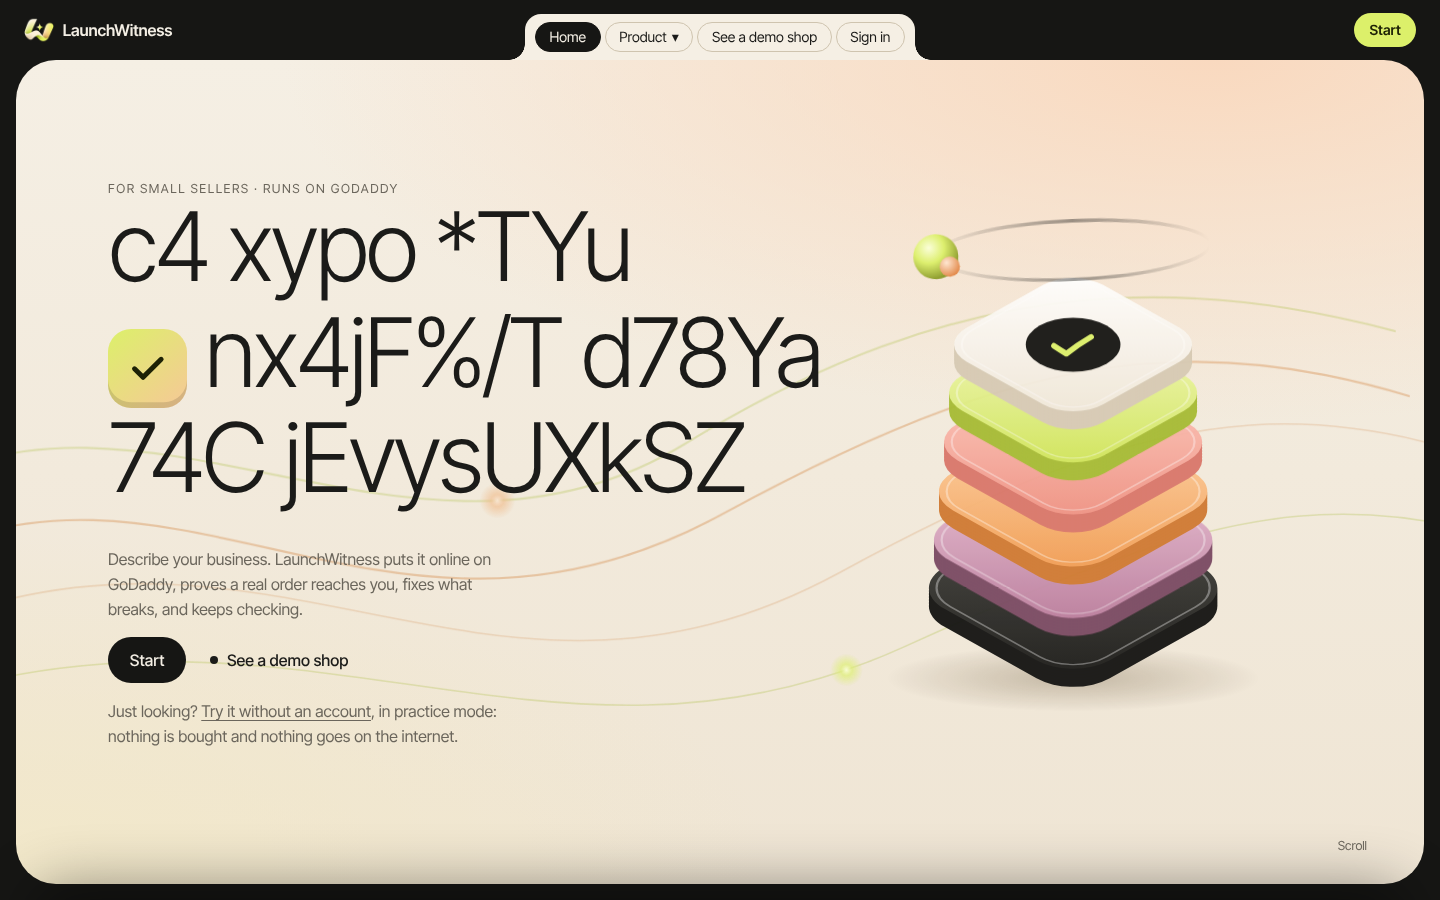 LaunchWitness
Home
Product ▾
See a demo shop
Sign in
Start
FOR SMALL SELLERS · RUNS ON GODADDY
c4 xypo *TYu
nx4jF%/T d78Ya
74C jEvysUXkSZ
Describe your business. LaunchWitness puts it online on
GoDaddy, proves a real order reaches you, fixes what
breaks, and keeps checking.
Start
See a demo shop
Just looking? Try it without an account, in practice mode:
nothing is bought and nothing goes on the internet.
Scroll